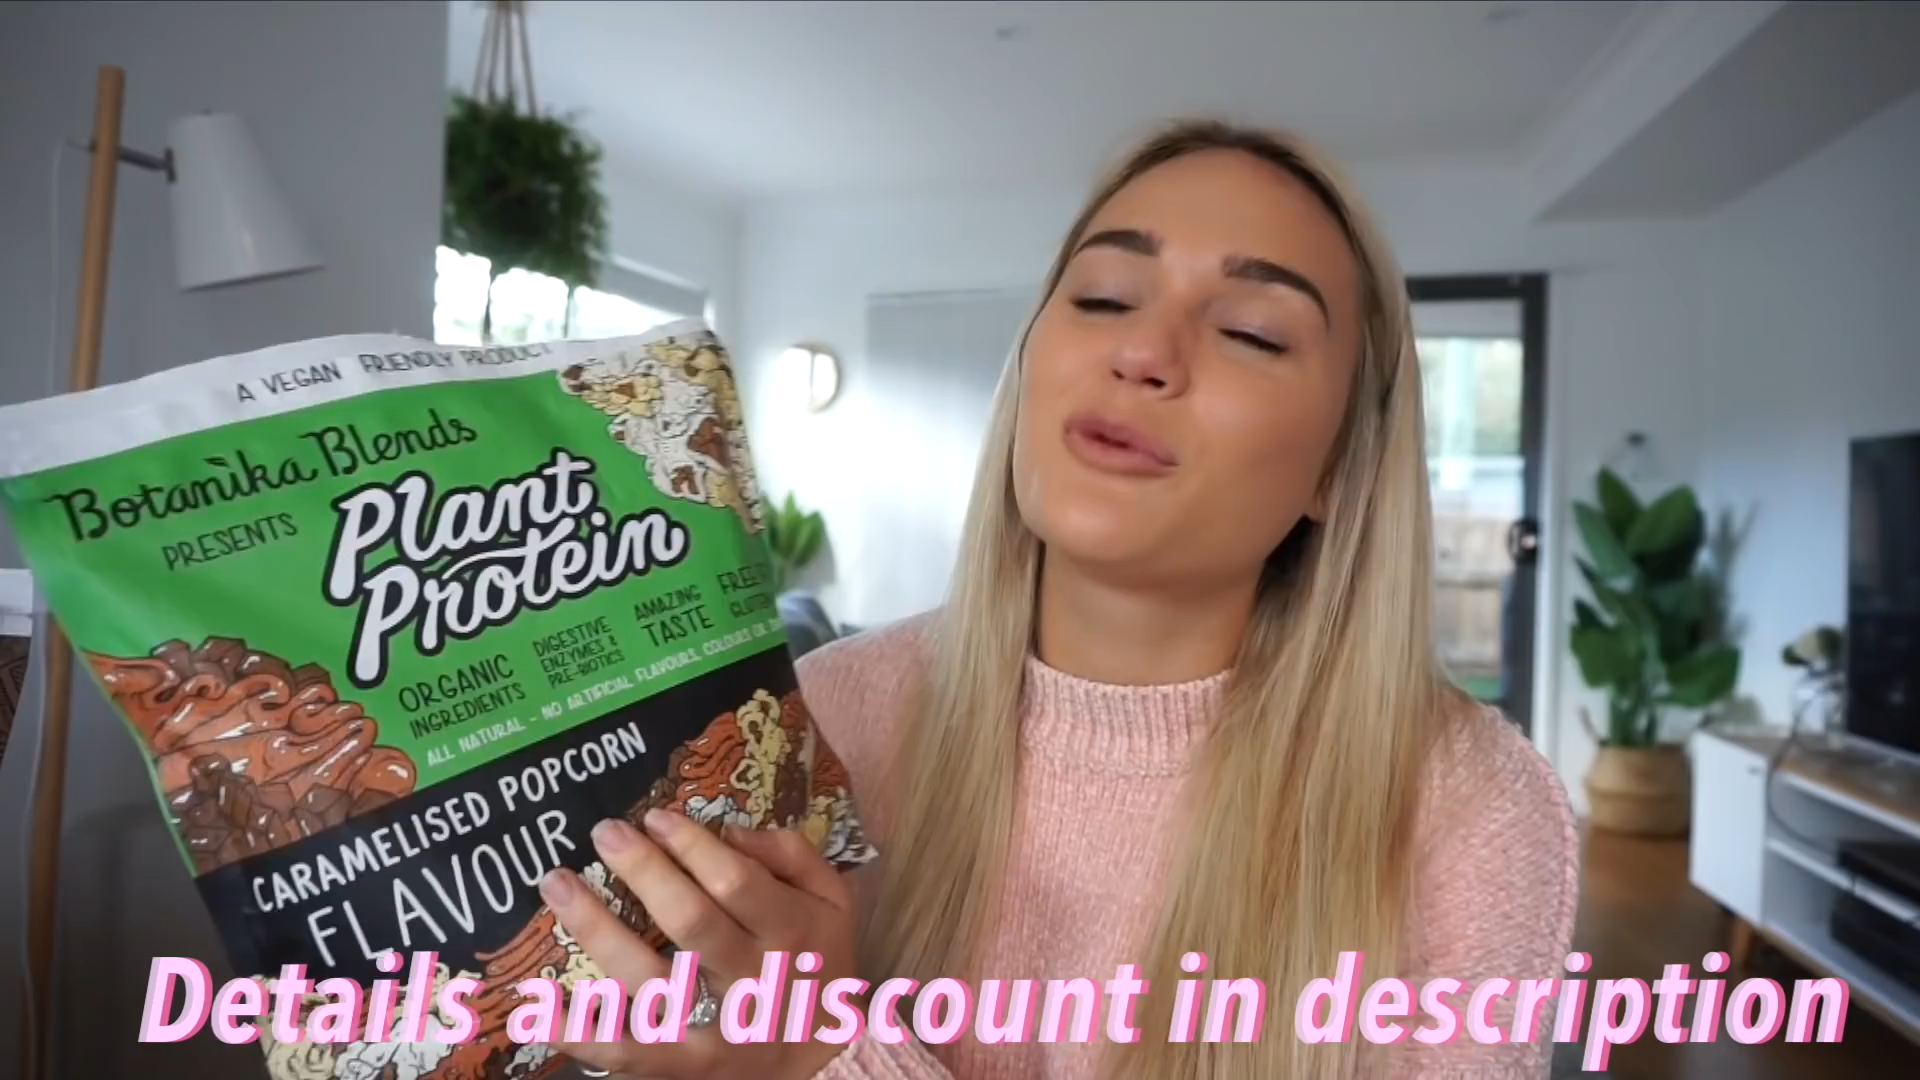 A VEGAN FRIENDLY PRODUCT
Botanika Blends
PRESENTS
Plant
Protein
ORGANIC
INGREDIENTS
DIGESTIVE
ENZYMES &
PRE-BIOTICS
AMAZING
TASTE
ALL NATURAL - NO ARTIFICIAL FLAVOURS, COLOURS OR
CARAMELISED POPCORN
FLAVOUR
Details and discount in description